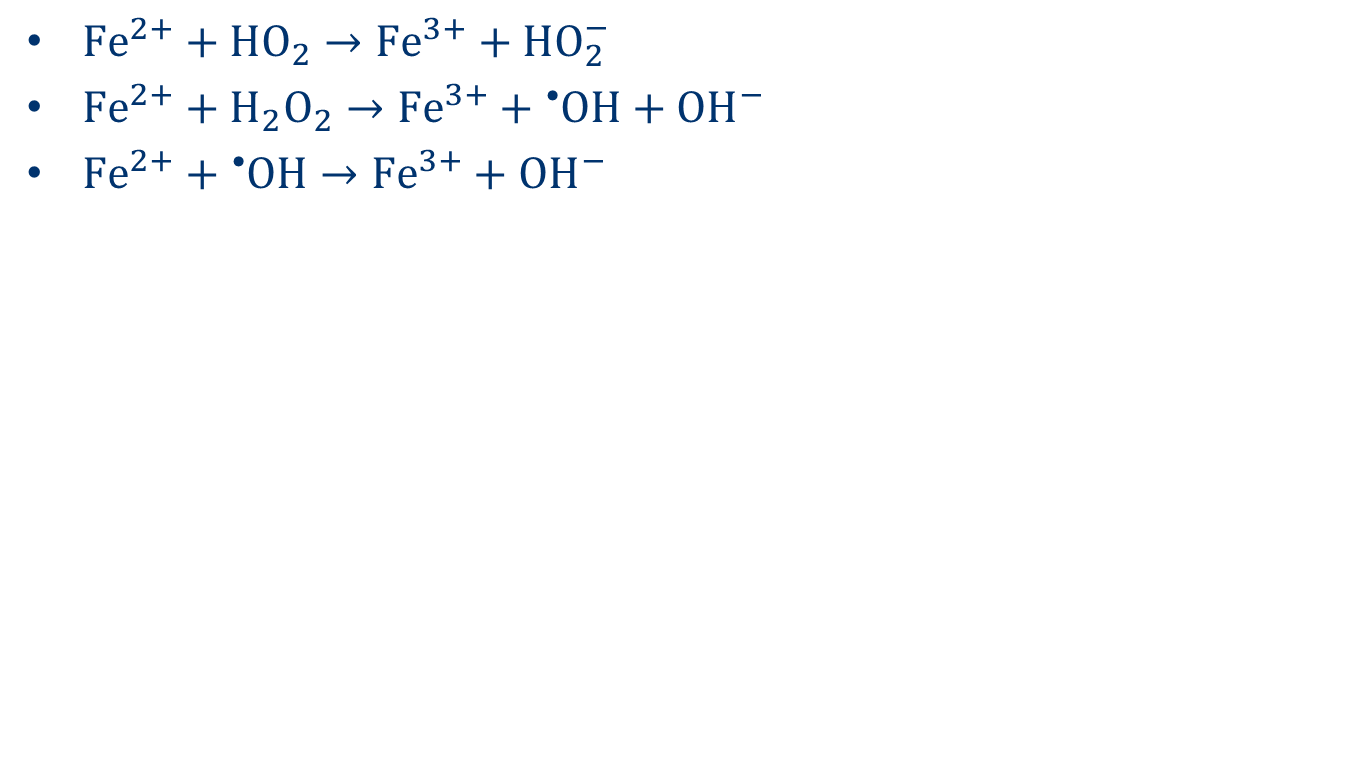 • Fe²⁺ + HO₂ → Fe³⁺ + HO₂⁻
• Fe²⁺ + H₂O₂ → Fe³⁺ + •OH + OH⁻
• Fe²⁺ + •OH → Fe³⁺ + OH⁻